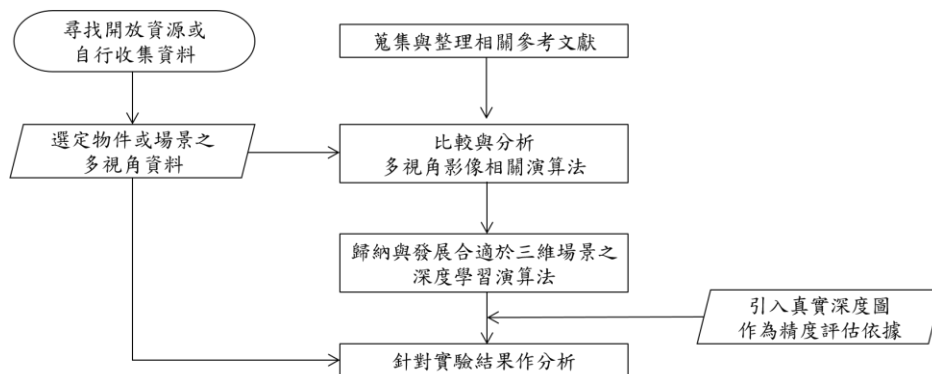 尋找開放資源或
自行收集資料
蒐集與整理相關參考文獻
選定物件或場景之
多視角資料
比較與分析
多視角影像相關演算法
歸納與發展合適於三維場景之
深度學習演算法
引入真實深度圖
作為精度評估依據
針對實驗結果作分析